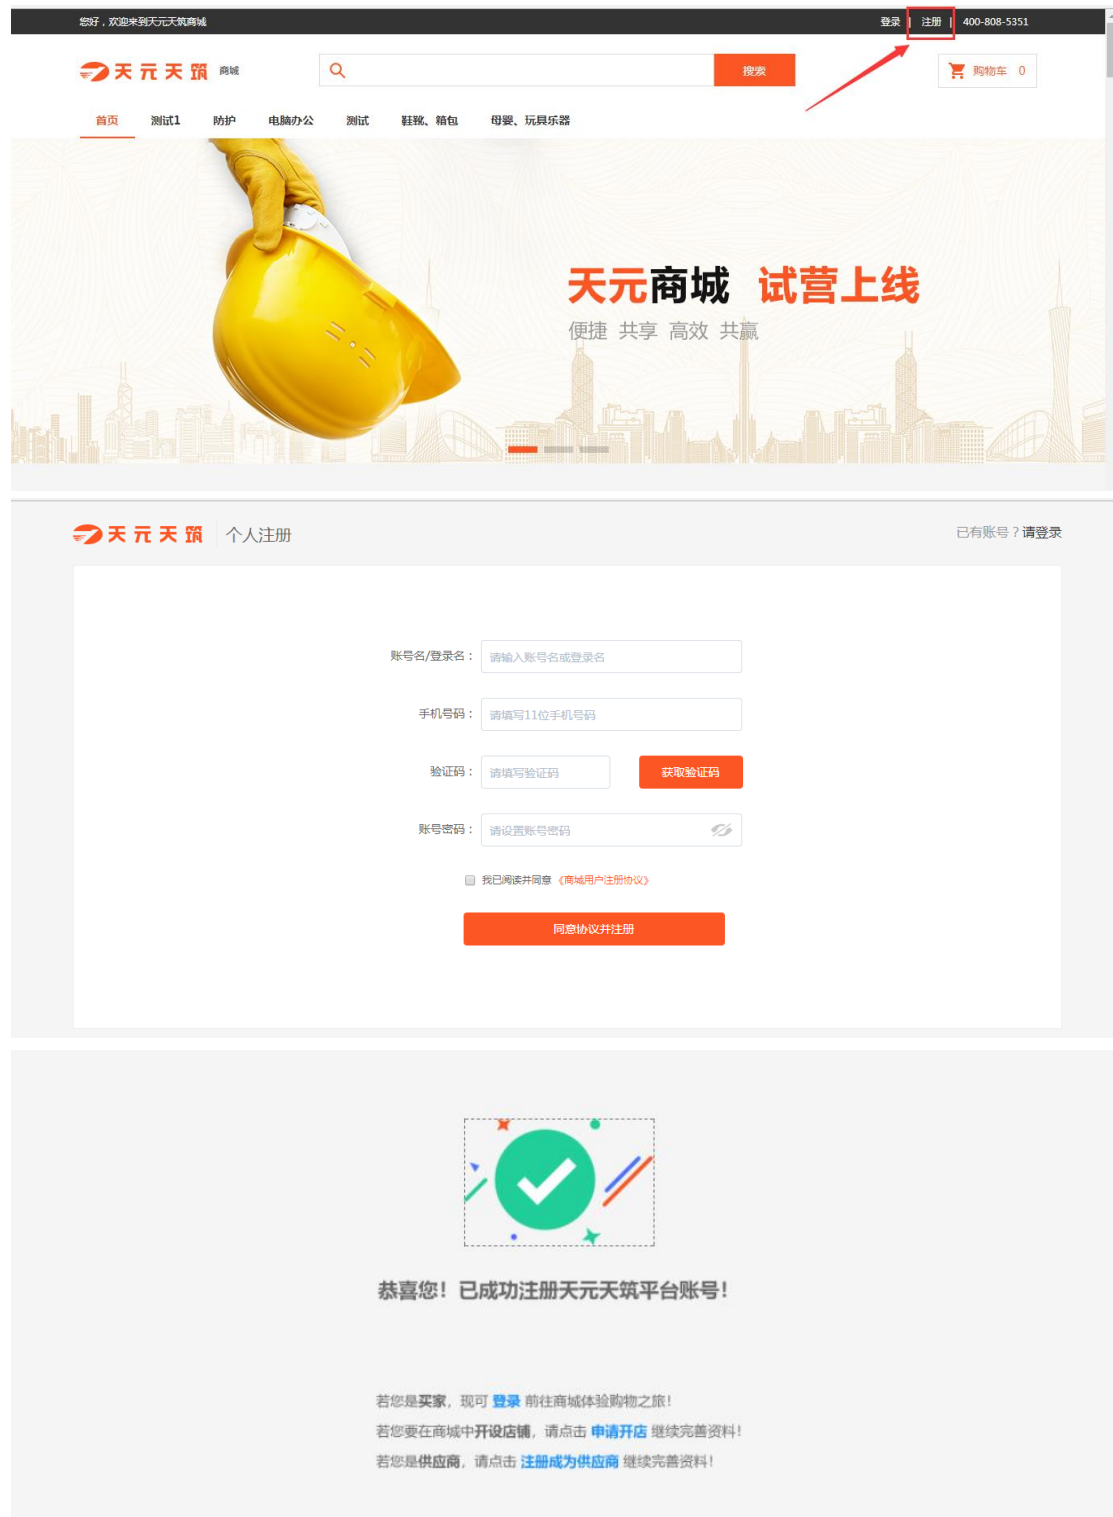 您好，欢迎来到天元天筑商城
登录 | 注册 | 400-808-5351
天元天筑 商城
搜索
购物车 0
首页 测试1 防护 电脑办公 测试 鞋靴、箱包 母婴、玩具乐器
天元商城 试营上线
便捷 共享 高效 共赢
天元天筑 个人注册
已有账号？请登录
账号名/登录名： 请输入账号名或登录名
手机号码： 请填写11位手机号码
验证码： 请填写验证码 获取验证码
账号密码： 请设置账号密码
我已阅读并同意《商城用户注册协议》
同意协议并注册
恭喜您！已成功注册天元天筑平台账号！
若您是买家，现可 登录 前往商城体验购物之旅！
若您要在商城中开设店铺，请点击 申请开店 继续完善资料！
若您是供应商，请点击 注册成为供应商 继续完善资料！